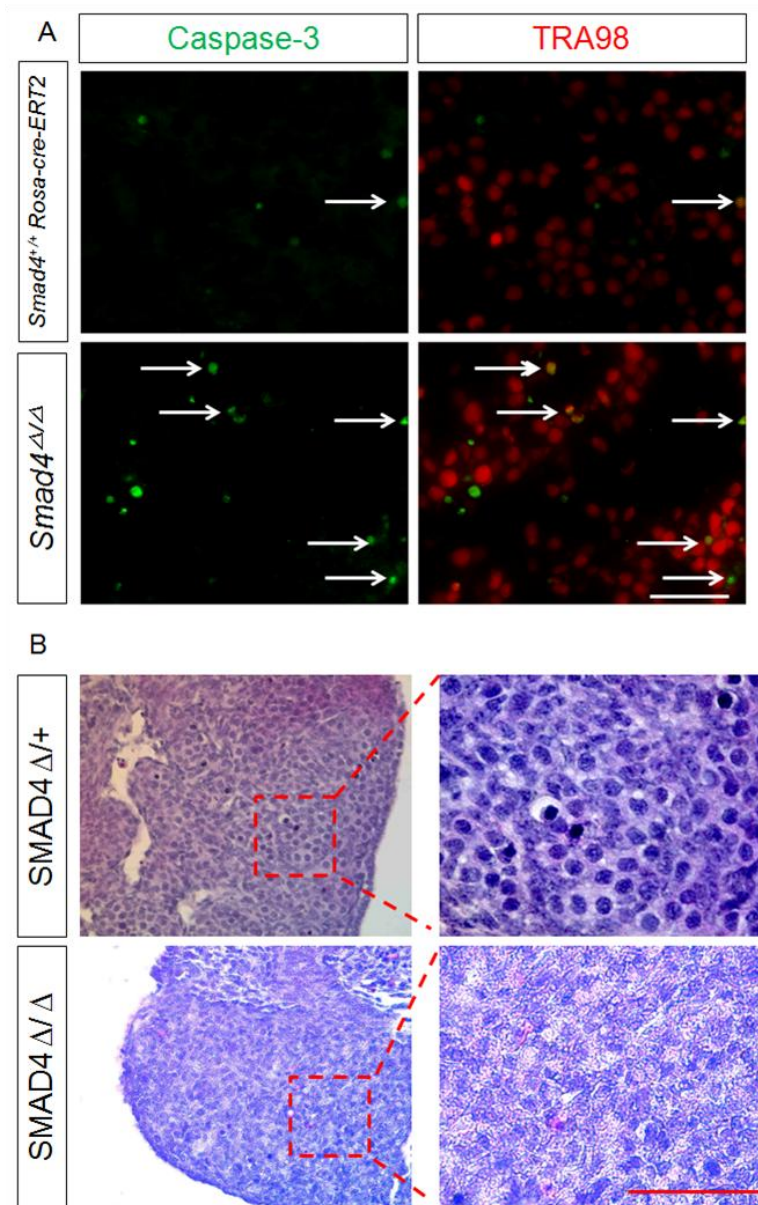 A
Caspase-3
TRA98
Smad4+/+ Rosa-cre-ERT2
Smad4Δ/Δ
B
SMAD4 Δ/+
SMAD4 Δ/Δ